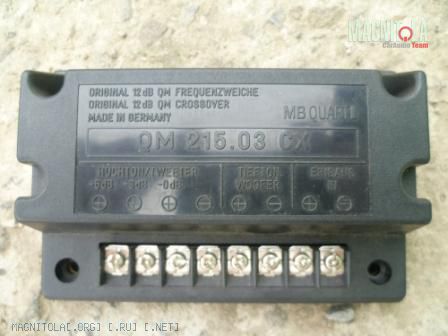 MAGNITOLA
CarAudio Team
ORIGINAL 12dB QM FREQUENZWEICHE
ORIGINAL 12dB QM CROSSOVER
MADE IN GERMANY
MB QUART
QM 215.03 CX
HOCHTON/TWEETER
TIEFTON
EINGANG
-6dB -3dB -0dB
WOOFER
IN
⊕ ⊕ ⊕ ⊖ ⊕ ⊖ ⊕ ⊖
MAGNITOLA[.ORG] [.RU] [.NET]